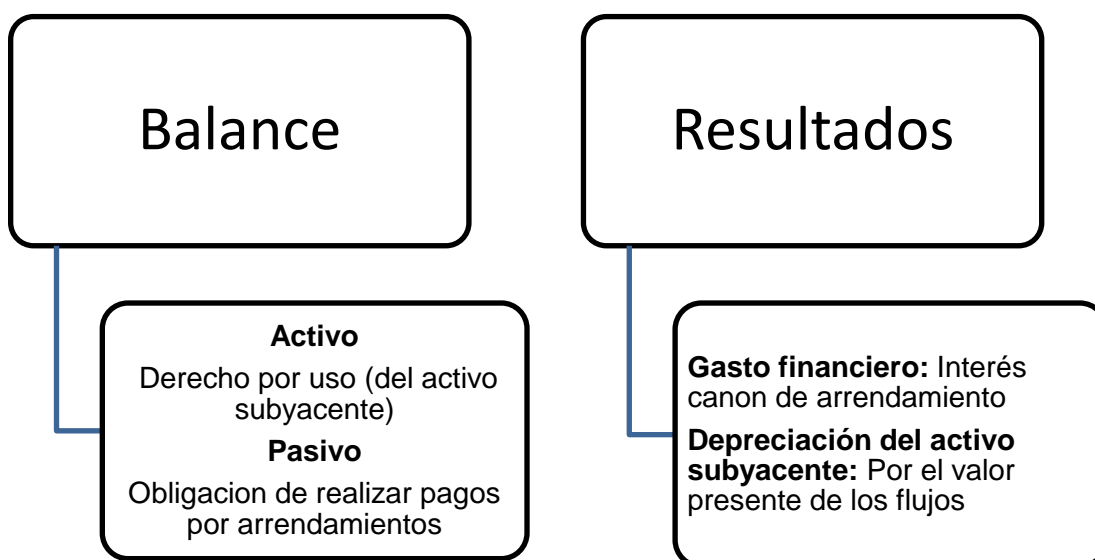 Balance
Activo
Derecho por uso (del activo
subyacente)
Pasivo
Obligacion de realizar pagos
por arrendamientos
Resultados
Gasto financiero: Interés
canon de arrendamiento
Depreciación del activo
subyacente: Por el valor
presente de los flujos